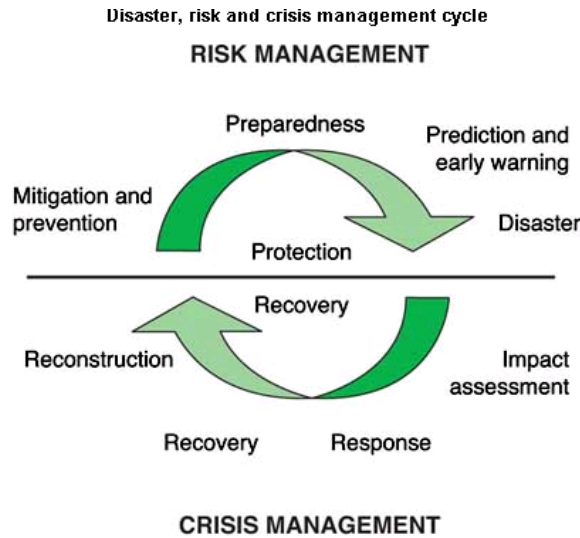 Disaster, risk and crisis management cycle
RISK MANAGEMENT
Preparedness
Prediction and
early warning
Mitigation and
prevention
Disaster
Protection
Recovery
Reconstruction
Impact
assessment
Recovery
Response
CRISIS MANAGEMENT